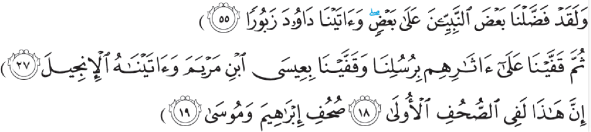 وَلَقَدْ فَضَّلْنَا بَعْضَ النَّبِيِّـۧنَ عَلَىٰ بَعْضٍۖ وَءَاتَيْنَا دَاوُۥدَ زَبُورًا ۝٥٥ )
ثُمَّ قَفَّيْنَا عَلَىٰٓ ءَاثَـٰرِهِم بِرُسُلِنَا وَقَفَّيْنَا بِعِيسَى ٱبْنِ مَرْيَمَ وَءَاتَيْنَـٰهُ ٱلْإِنجِيلَ ۝٢٧ )
إِنَّ هَـٰذَا لَفِى ٱلصُّحُفِ ٱلْأُولَىٰ ۝١٨ صُحُفِ إِبْرَٰهِيمَ وَمُوسَىٰ ۝١٩ )